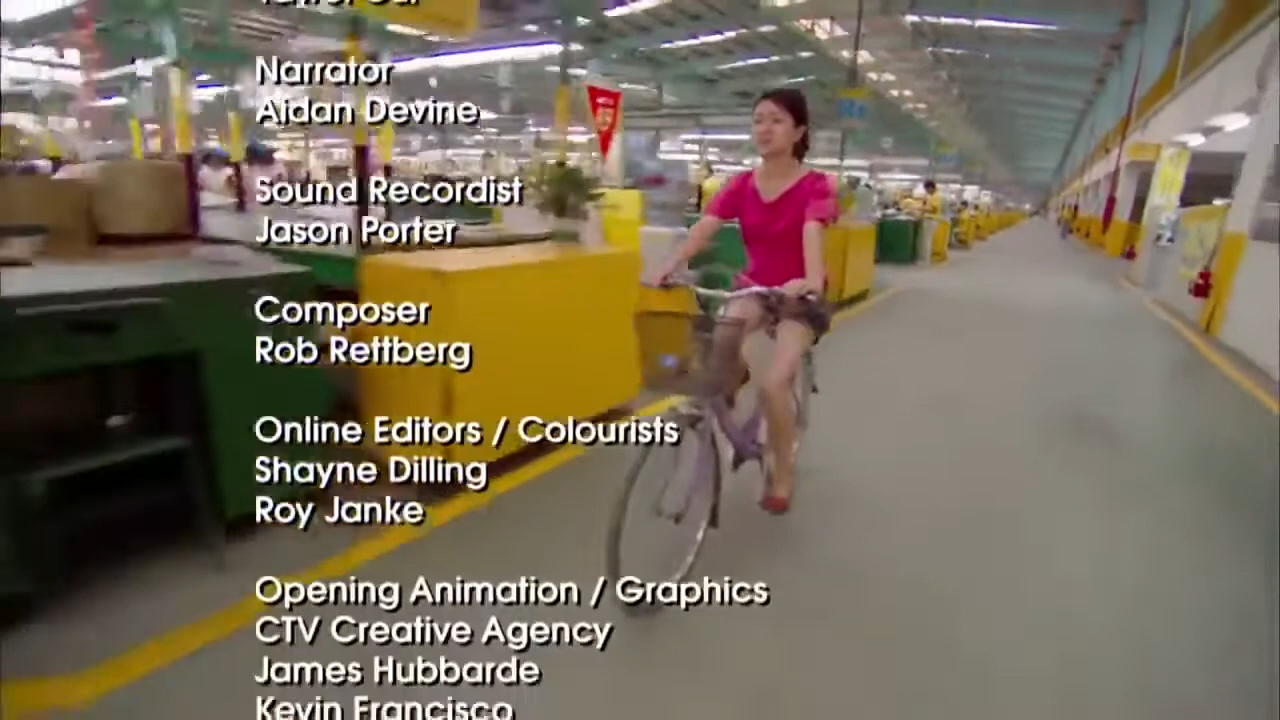 Narrator
Aidan Devine
Sound Recordist
Jason Porter
Composer
Rob Rettberg
Online Editors / Colourists
Shayne Dilling
Roy Janke
Opening Animation / Graphics
CTV Creative Agency
James Hubbarde
Kevin Francisco